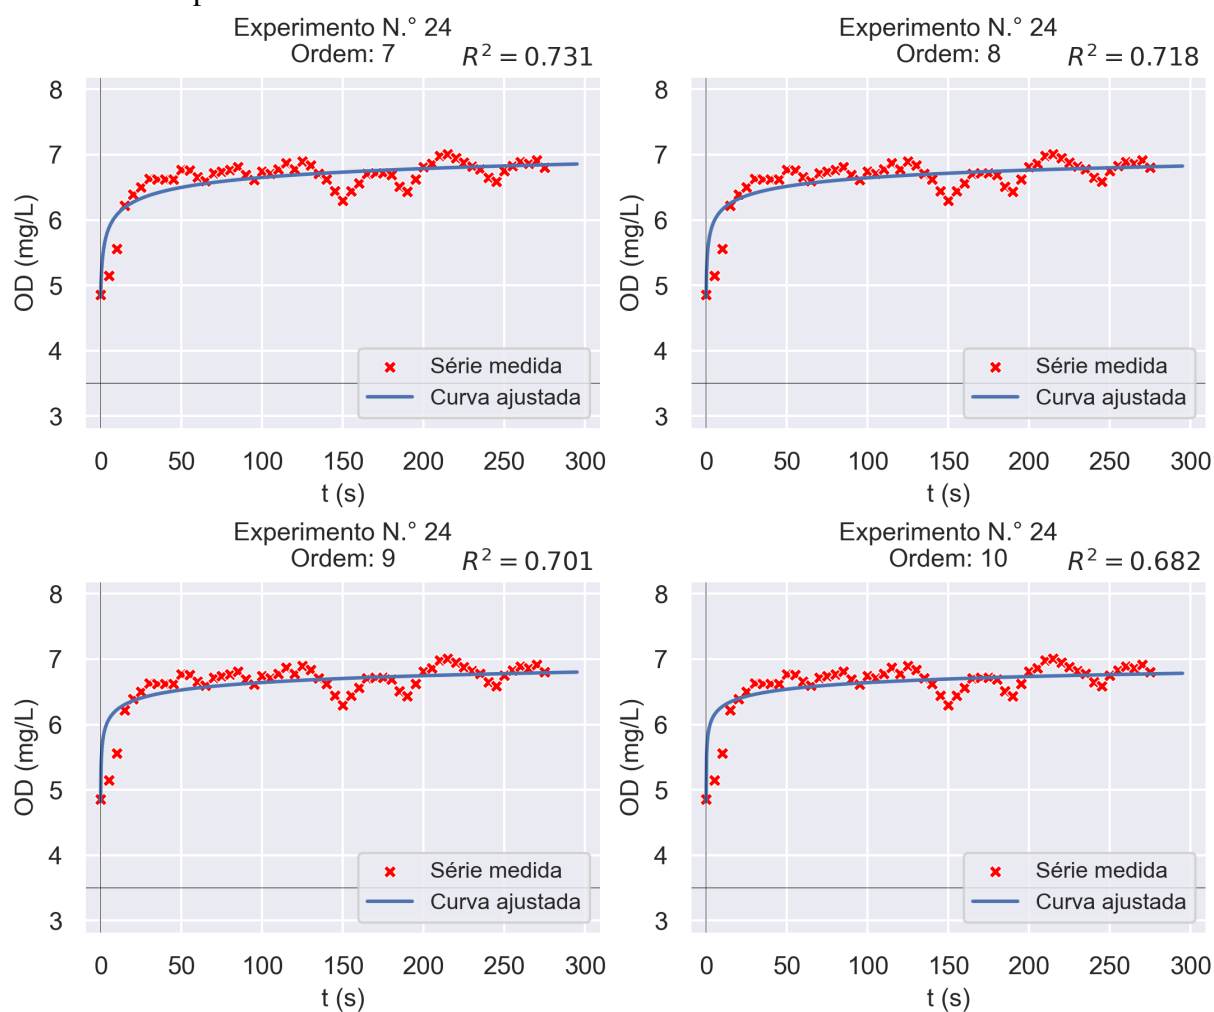 Experimento N.° 24
Ordem: 7
R² = 0.731
8
7
6
5
4
3
OD (mg/L)
Série medida
Curva ajustada
0 50 100 150 200 250 300
t (s)
Experimento N.° 24
Ordem: 8
R² = 0.718
8
7
6
5
4
3
OD (mg/L)
Série medida
Curva ajustada
0 50 100 150 200 250 300
t (s)
Experimento N.° 24
Ordem: 9
R² = 0.701
8
7
6
5
4
3
OD (mg/L)
Série medida
Curva ajustada
0 50 100 150 200 250 300
t (s)
Experimento N.° 24
Ordem: 10
R² = 0.682
8
7
6
5
4
3
OD (mg/L)
Série medida
Curva ajustada
0 50 100 150 200 250 300
t (s)